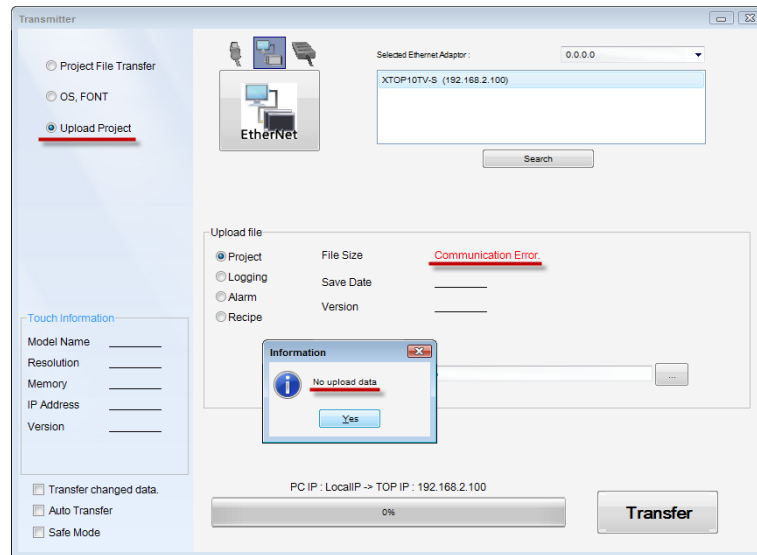 Transmitter
Project File Transfer
OS, FONT
Upload Project
EtherNet
Selected Ethernet Adaptor :
0.0.0.0
XTOP10TV-S (192.168.2.100)
Search
Upload file
Project
File Size
Communication Error.
Logging
Save Date
Alarm
Version
Recipe
Touch Information
Model Name
Resolution
Memory
IP Address
Version
Information
No upload data
Yes
...
Transfer changed data.
Auto Transfer
Safe Mode
PC IP : LocalIP -> TOP IP : 192.168.2.100
0%
Transfer